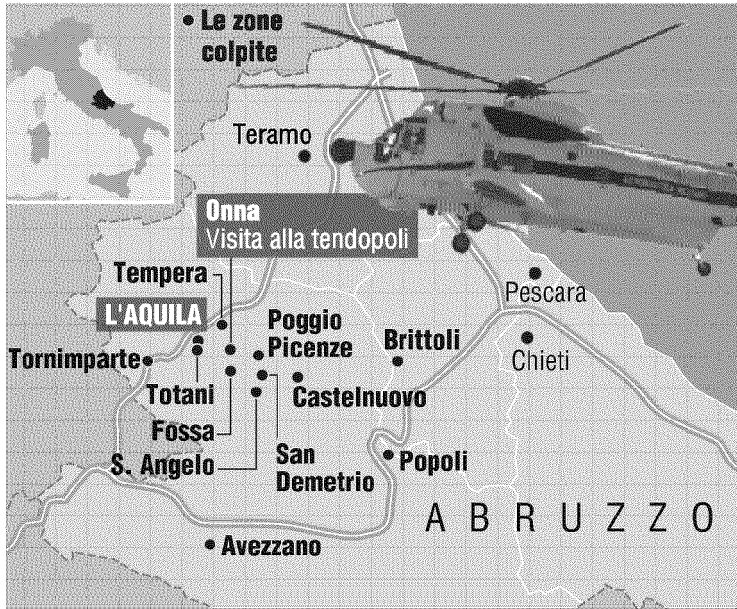 • Le zone
colpite
Teramo
Onna
Visita alla tendopoli
Tempera
Pescara
L'AQUILA
Poggio
Picenze
Brittoli
Chieti
Tornimparte
Totani
Castelnuovo
Fossa
S. Angelo
San
Demetrio
Popoli
ABRUZZO
Avezzano